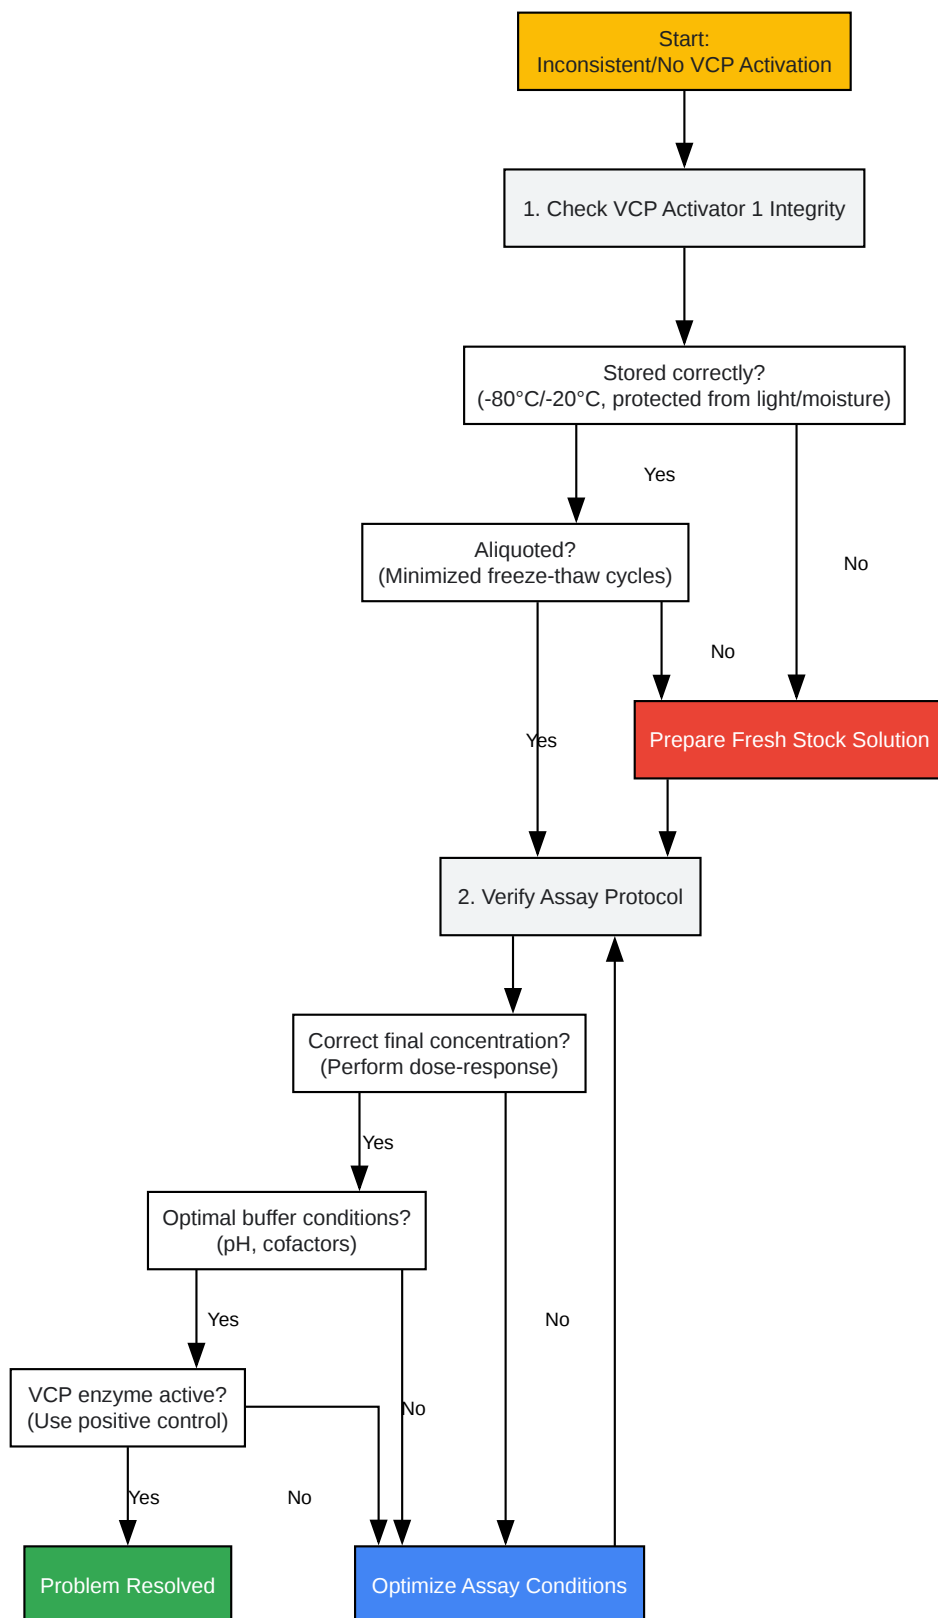 Start:
Inconsistent/No VCP Activation
1. Check VCP Activator 1 Integrity
Stored correctly?
(-80°C/-20°C, protected from light/moisture)
Yes
No
Aliquoted?
(Minimized freeze-thaw cycles)
No
Yes
Prepare Fresh Stock Solution
2. Verify Assay Protocol
Correct final concentration?
(Perform dose-response)
Yes
No
Optimal buffer conditions?
(pH, cofactors)
Yes
No
VCP enzyme active?
(Use positive control)
Yes
No
Problem Resolved
Optimize Assay Conditions